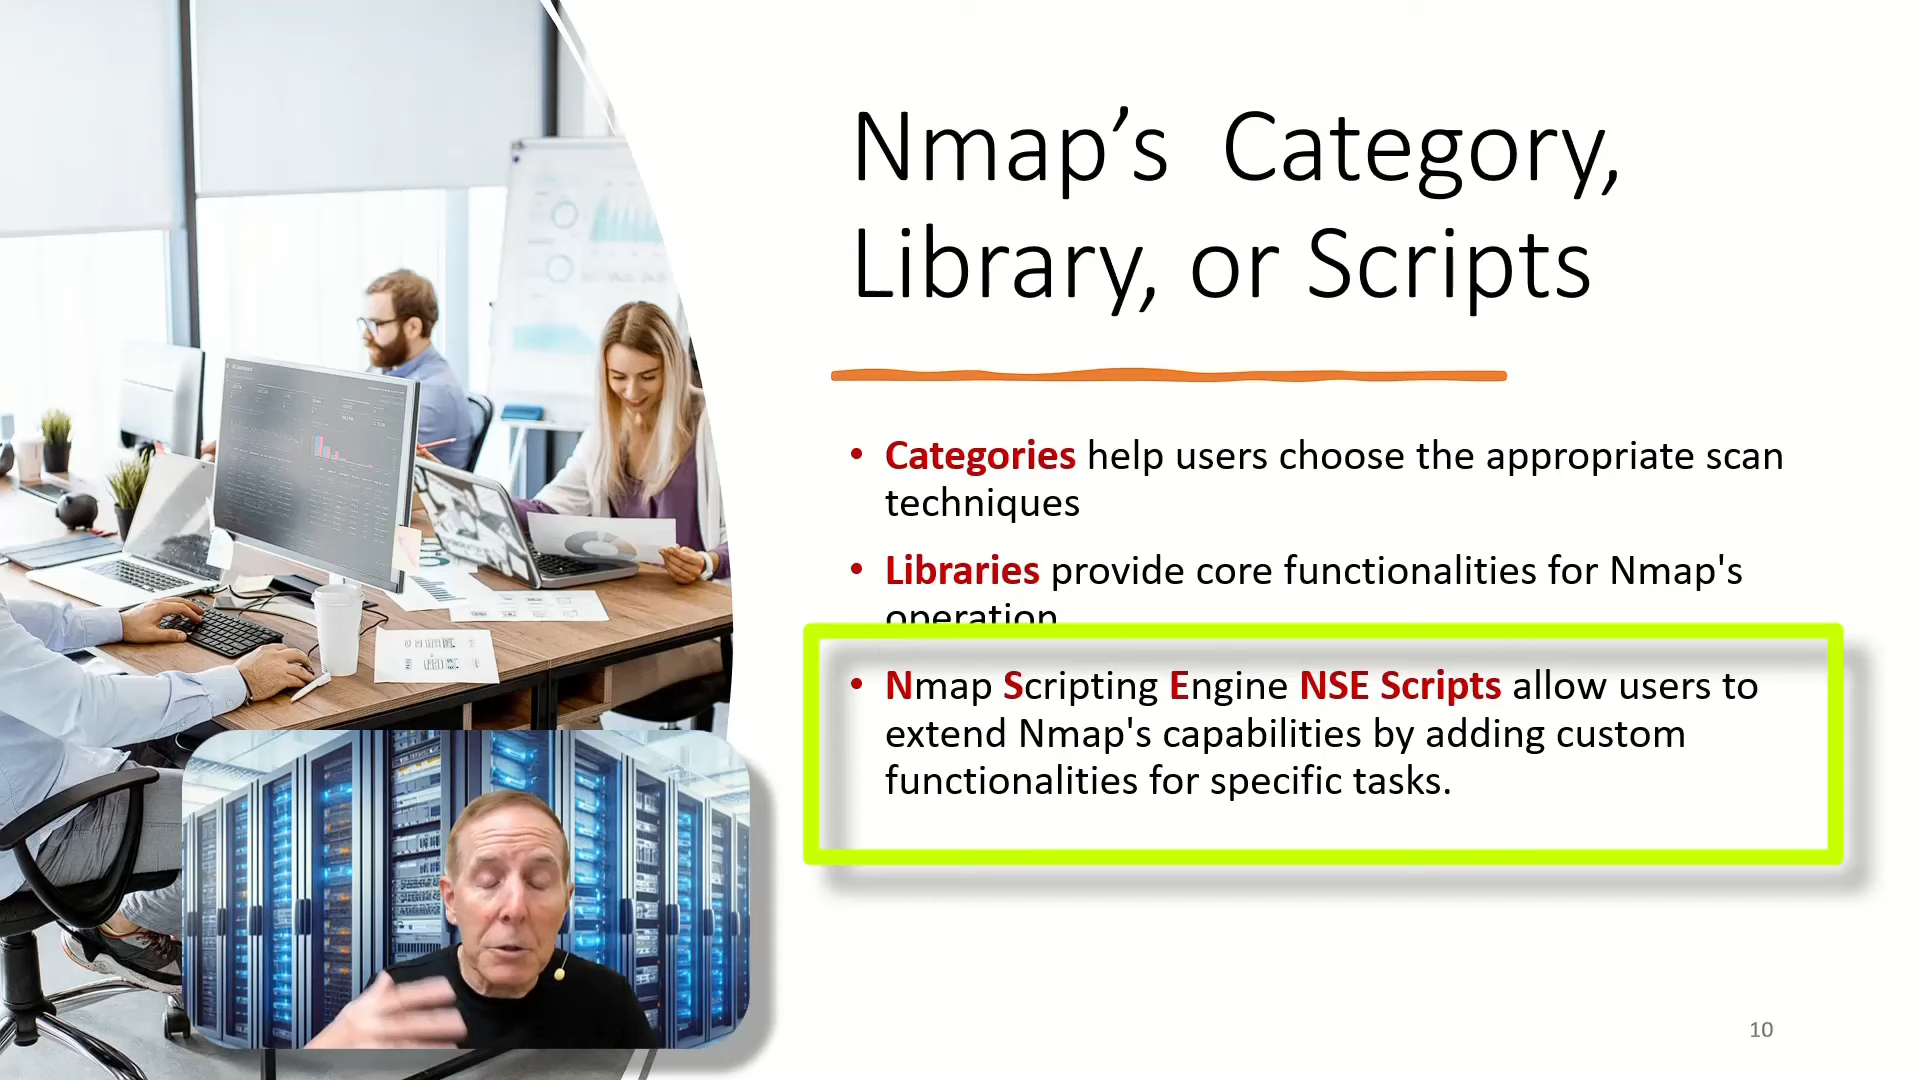 Nmap’s  Category,
Library, or Scripts
• Categories help users choose the appropriate scan
techniques
• Libraries provide core functionalities for Nmap's
operation
• Nmap Scripting Engine NSE Scripts allow users to
extend Nmap's capabilities by adding custom
functionalities for specific tasks.
10